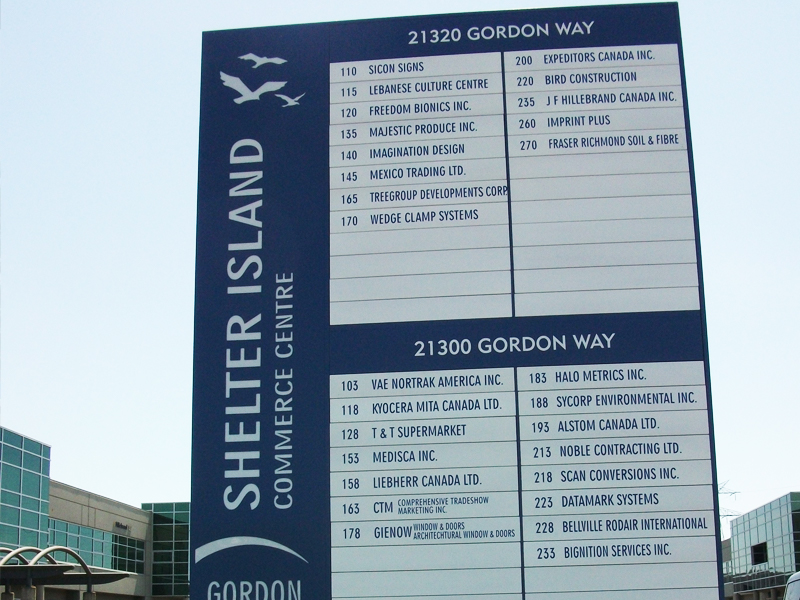 SHELTER ISLAND
COMMERCE CENTRE
GORDON
21320 GORDON WAY
110 SICON SIGNS
115 LEBANESE CULTURE CENTRE
120 FREEDOM BIONICS INC.
135 MAJESTIC PRODUCE INC.
140 IMAGINATION DESIGN
145 MEXICO TRADING LTD.
165 TREEGROUP DEVELOPMENTS CORP
170 WEDGE CLAMP SYSTEMS
200 EXPEDITORS CANADA INC.
220 BIRD CONSTRUCTION
235 J F HILLEBRAND CANADA INC.
260 IMPRINT PLUS
270 FRASER RICHMOND SOIL & FIBRE
21300 GORDON WAY
103 VAE NORTRAK AMERICA INC.
118 KYOCERA MITA CANADA LTD.
128 T & T SUPERMARKET
153 MEDISCA INC.
158 LIEBHERR CANADA LTD.
163 CTM COMPREHENSIVE TRADESHOW
MARKETING INC.
178 GIENOW WINDOW & DOORS
ARCHITECHTURAL WINDOW & DOORS
183 HALO METRICS INC.
188 SYCORP ENVIRONMENTAL INC.
193 ALSTOM CANADA LTD.
213 NOBLE CONTRACTING LTD.
218 SCAN CONVERSIONS INC.
223 DATAMARK SYSTEMS
228 BELLVILLE RODAIR INTERNATIONAL
233 BIGNITION SERVICES INC.